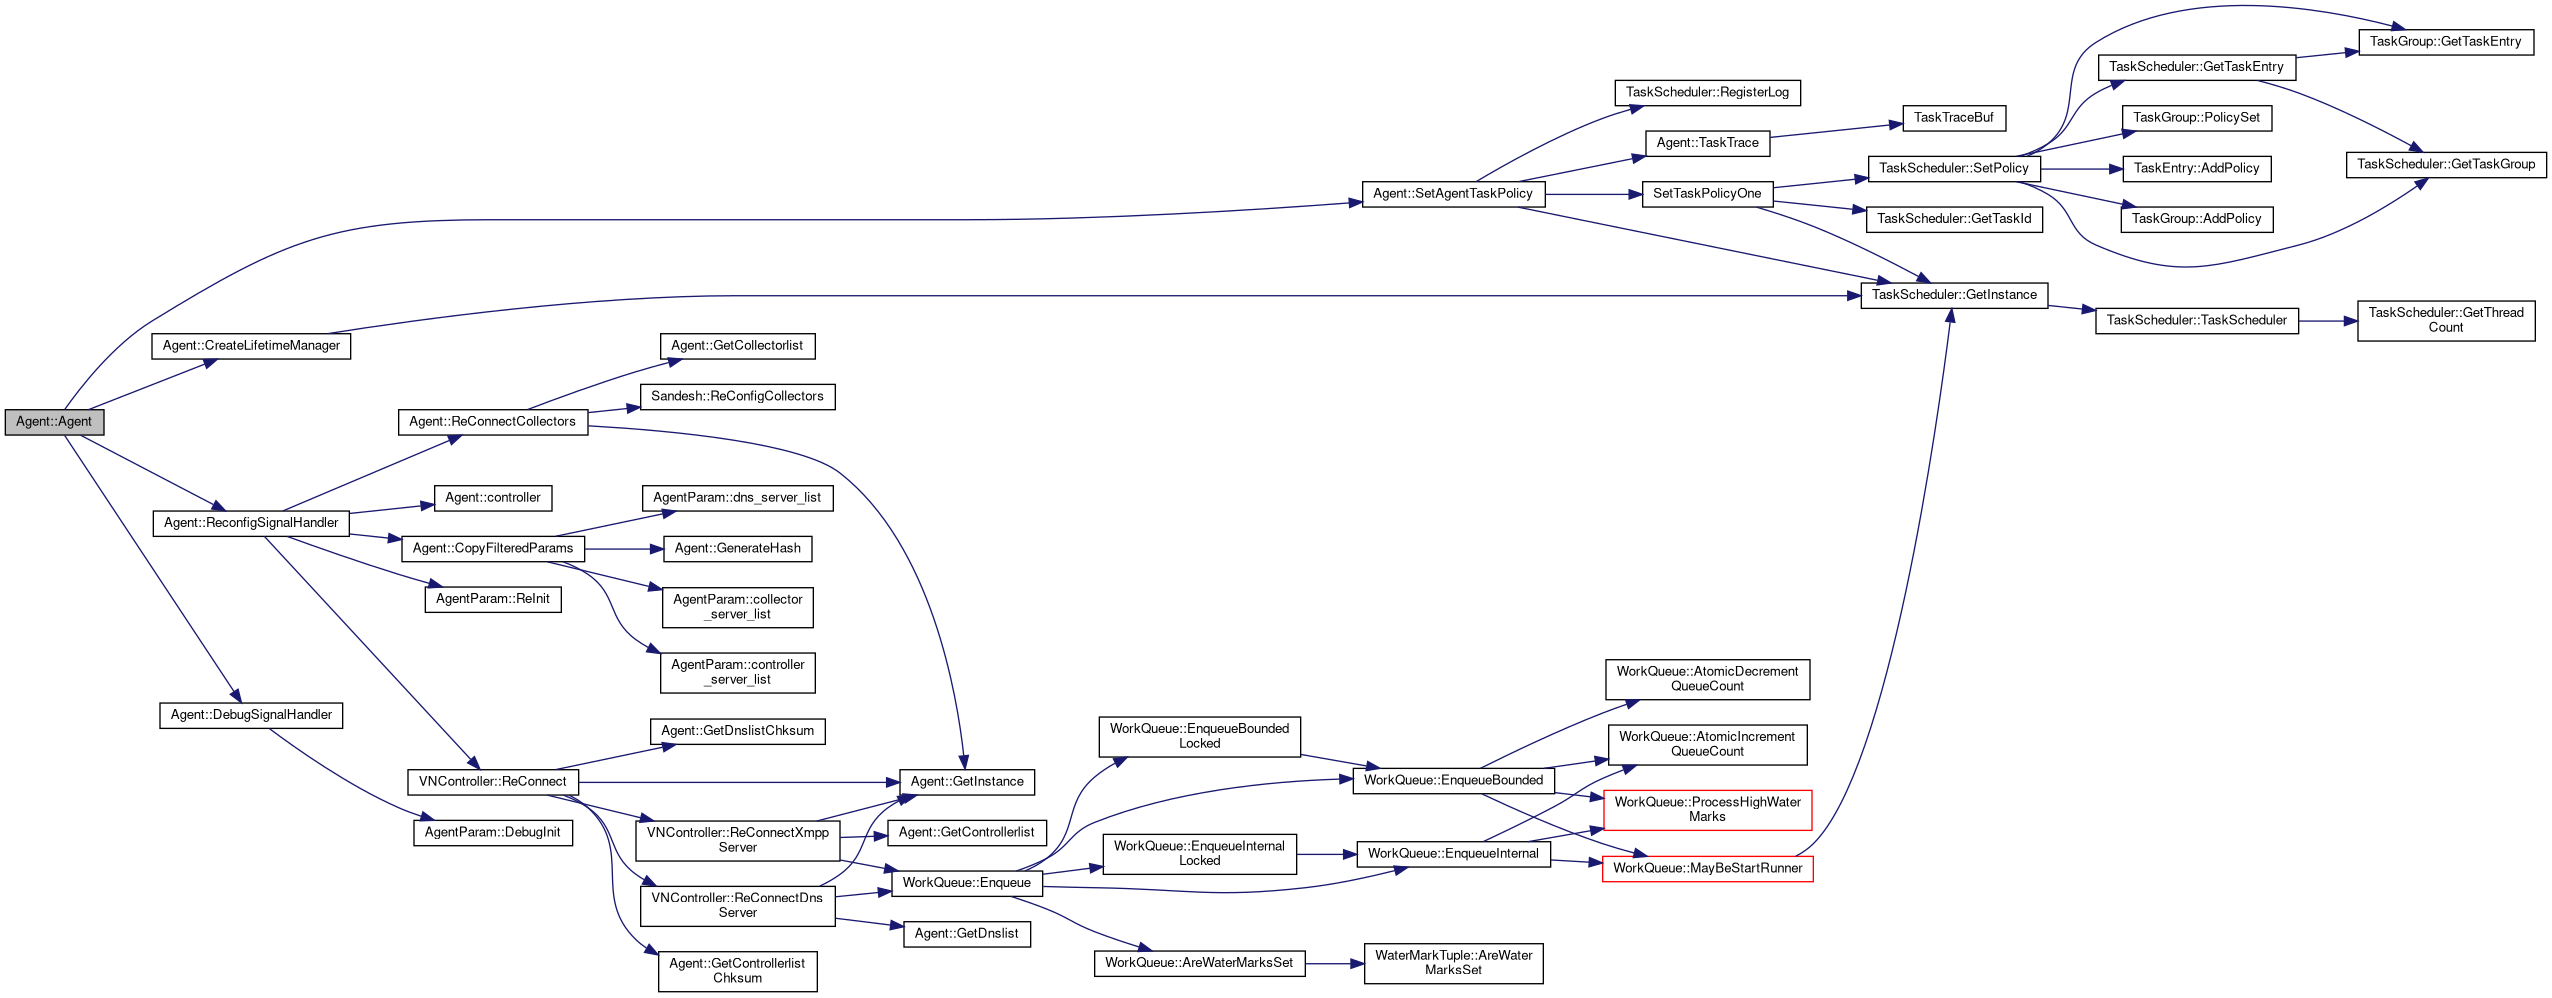 Agent::Agent
Agent::SetAgentTaskPolicy
TaskScheduler::RegisterLog
Agent::TaskTrace
TaskTraceBuf
SetTaskPolicyOne
TaskScheduler::SetPolicy
TaskGroup::GetTaskEntry
TaskScheduler::GetTaskEntry
TaskGroup::PolicySet
TaskEntry::AddPolicy
TaskGroup::AddPolicy
TaskScheduler::GetTaskGroup
TaskScheduler::GetTaskId
TaskScheduler::GetInstance
TaskScheduler::TaskScheduler
TaskScheduler::GetThread
Count
Agent::CreateLifetimeManager
Agent::ReconfigSignalHandler
Agent::ReConnectCollectors
Agent::GetCollectorlist
Sandesh::ReConfigCollectors
Agent::controller
Agent::CopyFilteredParams
AgentParam::dns_server_list
Agent::GenerateHash
AgentParam::collector
_server_list
AgentParam::controller
_server_list
AgentParam::ReInit
Agent::DebugSignalHandler
AgentParam::DebugInit
VNController::ReConnect
Agent::GetDnslistChksum
Agent::GetInstance
VNController::ReConnectXmpp
Server
Agent::GetControllerlist
VNController::ReConnectDns
Server
Agent::GetDnslist
Agent::GetControllerlist
Chksum
WorkQueue::Enqueue
WorkQueue::EnqueueBounded
Locked
WorkQueue::EnqueueInternal
Locked
WorkQueue::AreWaterMarksSet
WaterMarkTuple::AreWater
MarksSet
WorkQueue::EnqueueBounded
WorkQueue::EnqueueInternal
WorkQueue::AtomicDecrement
QueueCount
WorkQueue::AtomicIncrement
QueueCount
WorkQueue::ProcessHighWater
Marks
WorkQueue::MayBeStartRunner